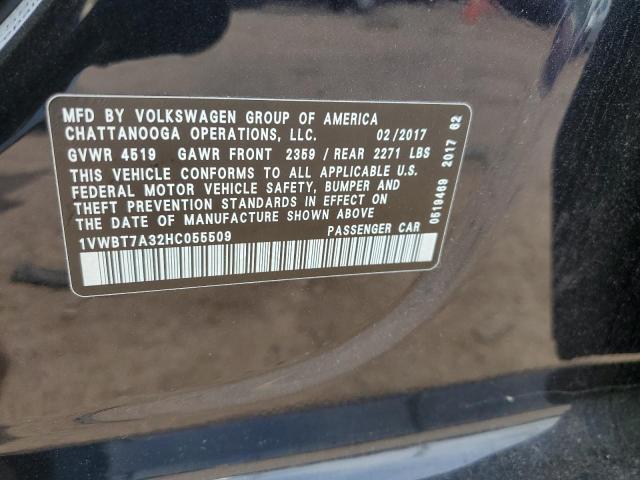 MFD BY VOLKSWAGEN GROUP OF AMERICA
CHATTANOOGA OPERATIONS, LLC. 02/2017
GVWR 4519 GAWR FRONT 2359 / REAR 2271 LBS
THIS VEHICLE CONFORMS TO ALL APPLICABLE U.S.
FEDERAL MOTOR VEHICLE SAFETY, BUMPER AND
THEFT PREVENTION STANDARDS IN EFFECT ON
THE DATE OF MANUFACTURE SHOWN ABOVE
1VWBT7A32HC055509 PASSENGER CAR
0519469 2017 62